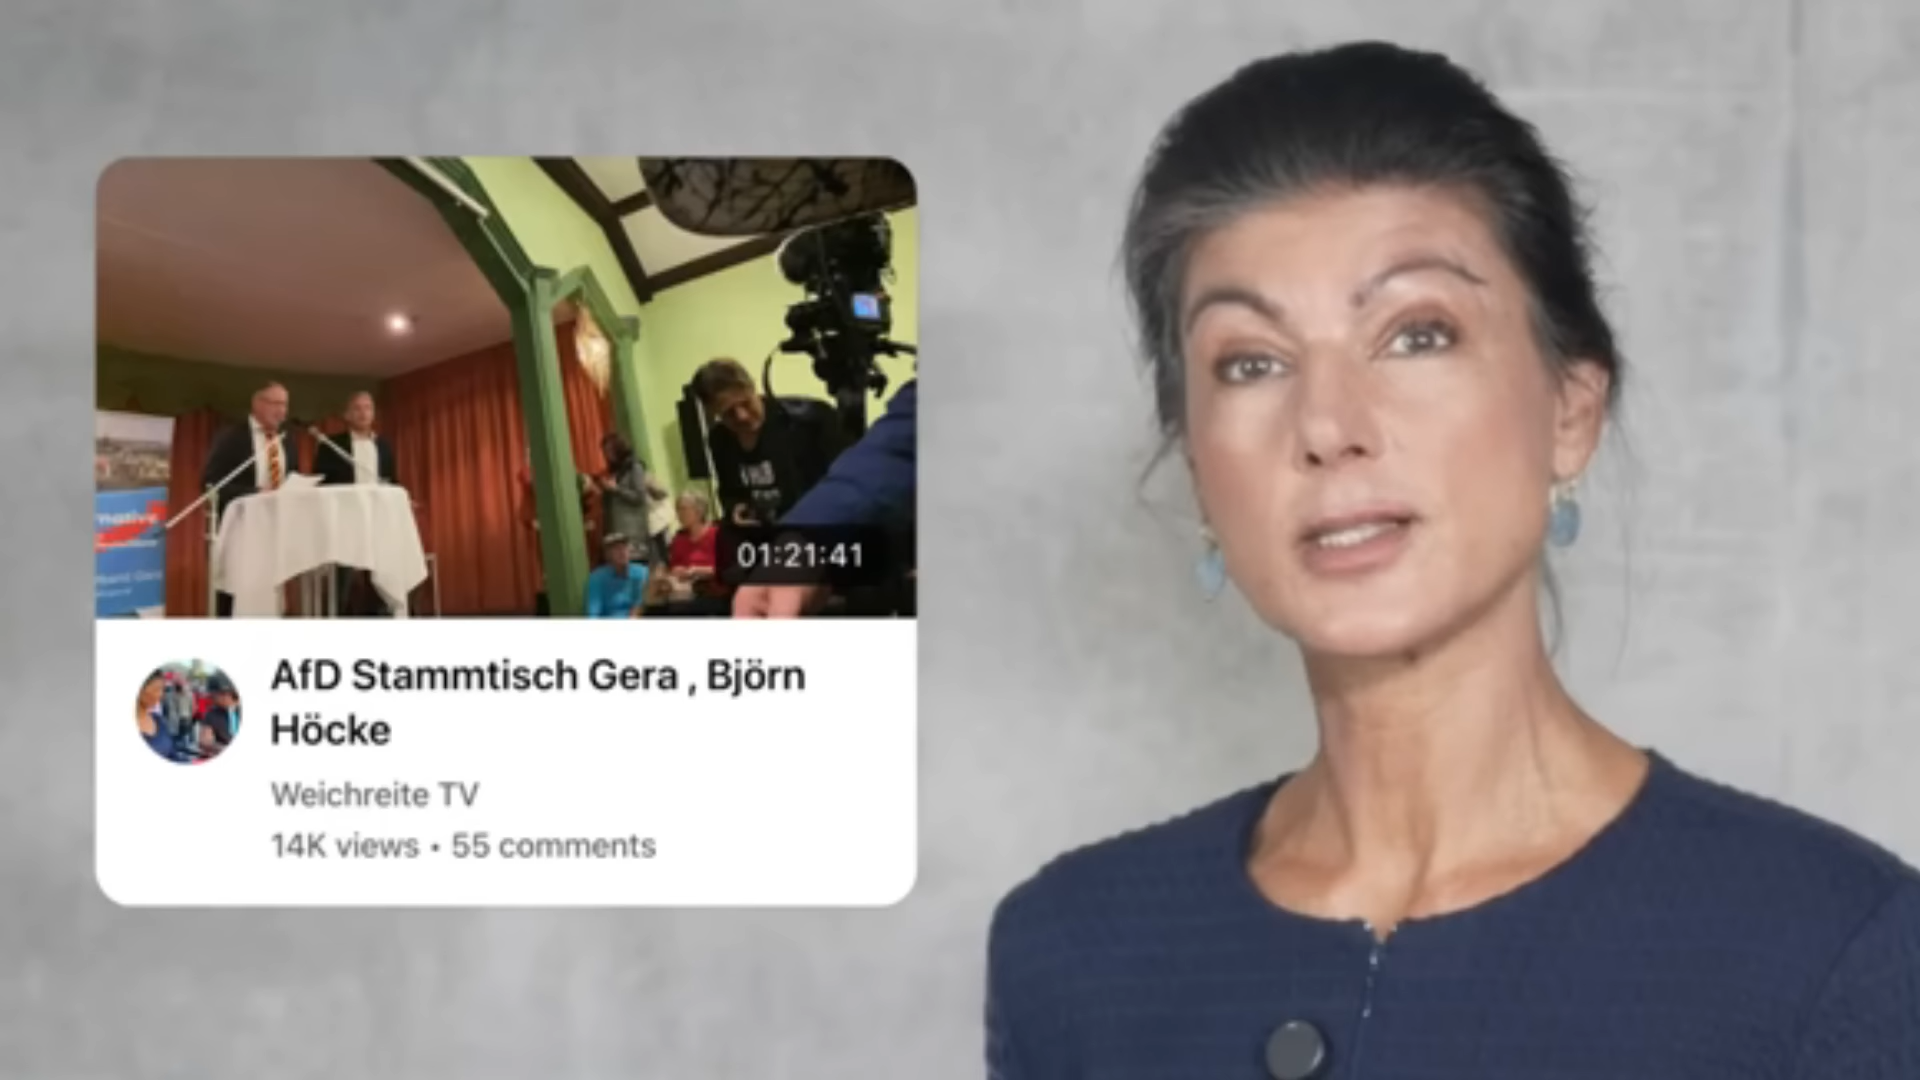 01:21:41
AfD Stammtisch Gera , Björn
Höcke
Weichreite TV
14K views • 55 comments